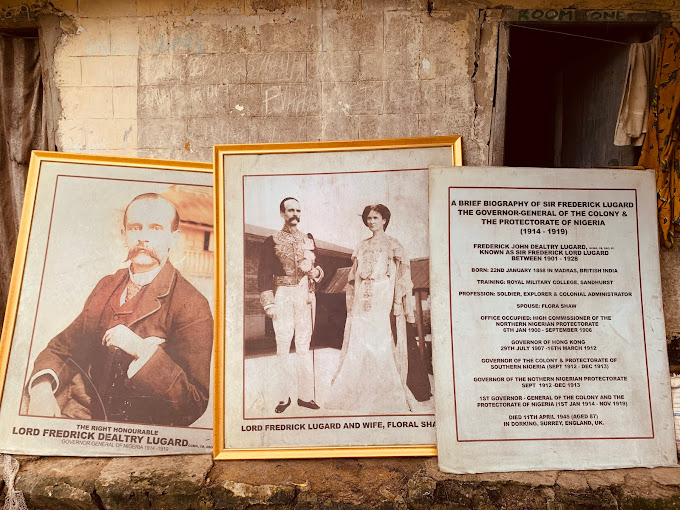 ROOM ONE
THE RIGHT HONOURABLE
LORD FREDRICK DEALTRY LUGARD
GOVERNOR GENERAL OF NIGERIA 1914 - 1919
LORD FREDRICK LUGARD AND WIFE, FLORAL SHA
A BRIEF BIOGRAPHY OF SIR FREDERICK LUGARD
THE GOVERNOR-GENERAL OF THE COLONY &
THE PROTECTORATE OF NIGERIA
(1914 - 1919)
FREDERICK JOHN DEALTRY LUGARD,
KNOWN AS SIR FREDERICK LORD LUGARD
BETWEEN 1901 - 1928
BORN: 22ND JANUARY 1858 IN MADRAS, BRITISH INDIA
TRAINING: ROYAL MILITARY COLLEGE, SANDHURST
PROFESSION: SOLDIER, EXPLORER & COLONIAL ADMINISTRATOR
SPOUSE: FLORA SHAW
OFFICE OCCUPIED: HIGH COMMISSIONER OF THE
NORTHERN NIGERIAN PROTECTORATE
6TH JAN 1900 - SEPTEMBER 1906
GOVERNOR OF HONG KONG
29TH JULY 1907 -16TH MARCH 1912
GOVERNOR OF THE COLONY & PROTECTORATE OF
SOUTHERN NIGERIA (SEPT 1912 - DEC 1913)
GOVERNOR OF THE NOTHERN NIGERIA PROTECTORATE
SEPT 1912 -DEC 1913
1ST GOVERNOR - GENERAL OF THE COLONY AND THE
PROTECTORATE OF NIGERIA (1ST JAN 1914 - NOV 1919)
DIED 11TH APRIL 1945 (AGED 87)
IN DORKING, SURREY, ENGLAND, UK.